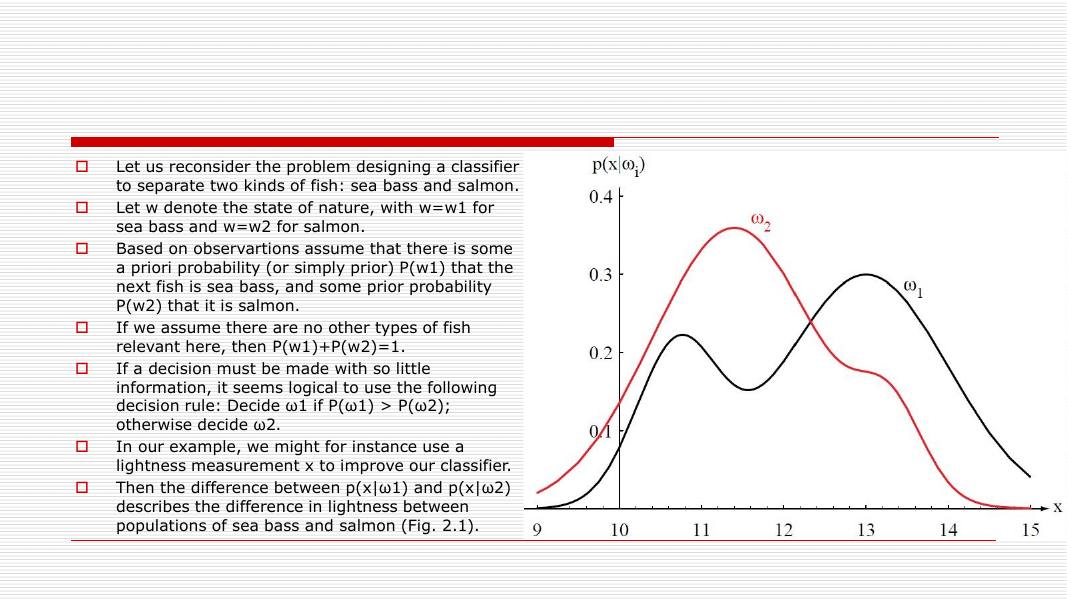 Let us reconsider the problem designing a classifier
to separate two kinds of fish: sea bass and salmon.
Let w denote the state of nature, with w=w1 for
sea bass and w=w2 for salmon.
Based on observartions assume that there is some
a priori probability (or simply prior) P(w1) that the
next fish is sea bass, and some prior probability
P(w2) that it is salmon.
If we assume there are no other types of fish
relevant here, then P(w1)+P(w2)=1.
If a decision must be made with so little
information, it seems logical to use the following
decision rule: Decide ω1 if P(ω1) > P(ω2);
otherwise decide ω2.
In our example, we might for instance use a
lightness measurement x to improve our classifier.
Then the difference between p(x|ω1) and p(x|ω2)
describes the difference in lightness between
populations of sea bass and salmon (Fig. 2.1).
p(x|ωi)
0.4
ω2
0.3
ω1
0.2
0.1
x
9 10 11 12 13 14 15